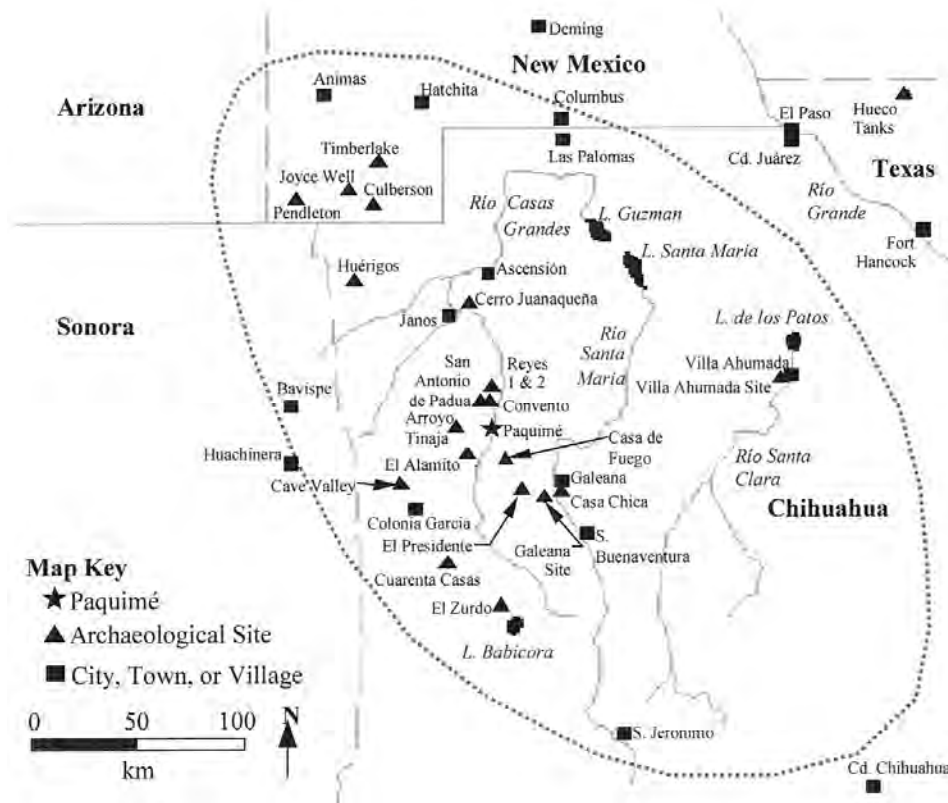 Deming
New Mexico
Arizona
Animas
Hatchita
Columbus
El Paso
Hueco
Tanks
Timberlake
Las Palomas
Cd. Juárez
Texas
Joyce Well
Culberson
Pendleton
Río Casas
Grandes
L. Guzman
Río
Grande
Fort
Hancock
L. Santa María
Huérigos
Ascensión
Cerro Juanaqueña
Sonora
Janos
L. de los Patos
Río
Santa
María
San
Antonio
de Padua
Reyes
1 & 2
Villa Ahumada
Villa Ahumada Site
Bavispe
Convento
Arroyo
Tinaja
Paquimé
Casa de
Fuego
Huachinera
El Alamito
Cave Valley
Galeana
Río Santa
Clara
Casa Chica
Chihuahua
Colonia Garcia
El Presidente
S.
Buenaventura
Galeana
Site
Map Key
Paquimé
Cuarenta Casas
Archaeological Site
El Zurdo
City, Town, or Village
L. Babicora
0 50 100
N
km
S. Jeronimo
Cd. Chihuahua